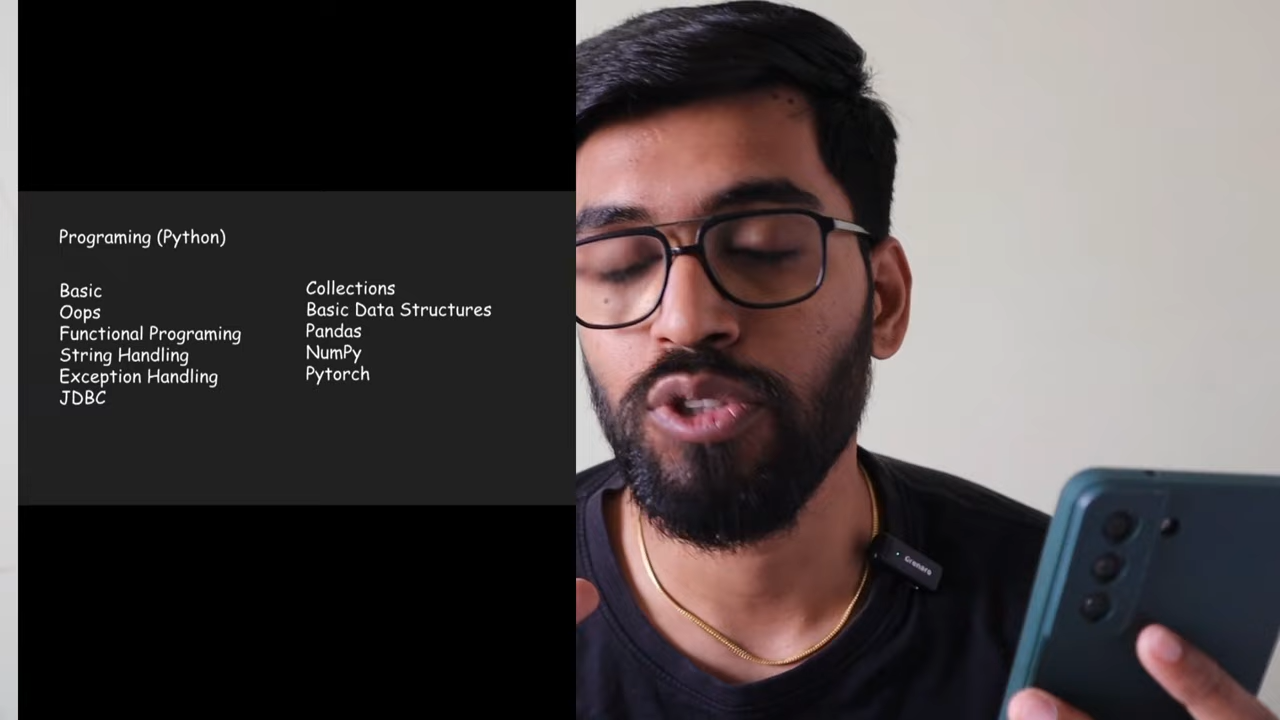 Programing (Python)
Basic
Oops
Functional Programing
String Handling
Exception Handling
JDBC
Collections
Basic Data Structures
Pandas
NumPy
Pytorch